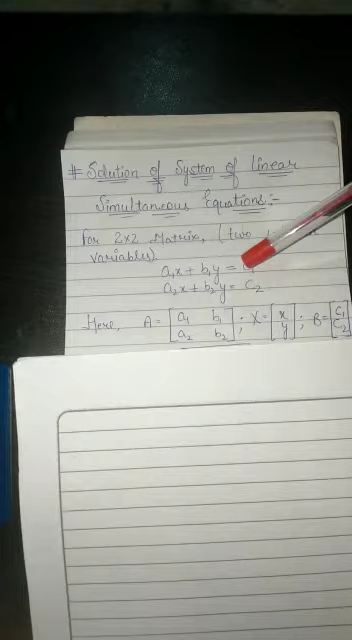 # Solution of System of linear
Simultaneous Equations:-
For 2x2 Matrix, (two
variables).
a₁x + b₁y =
a₂x + b₂y = C₂
Here, A = [a₁ b₁; X = [x; B = [C₁
a₂ b₂] y] C₂]